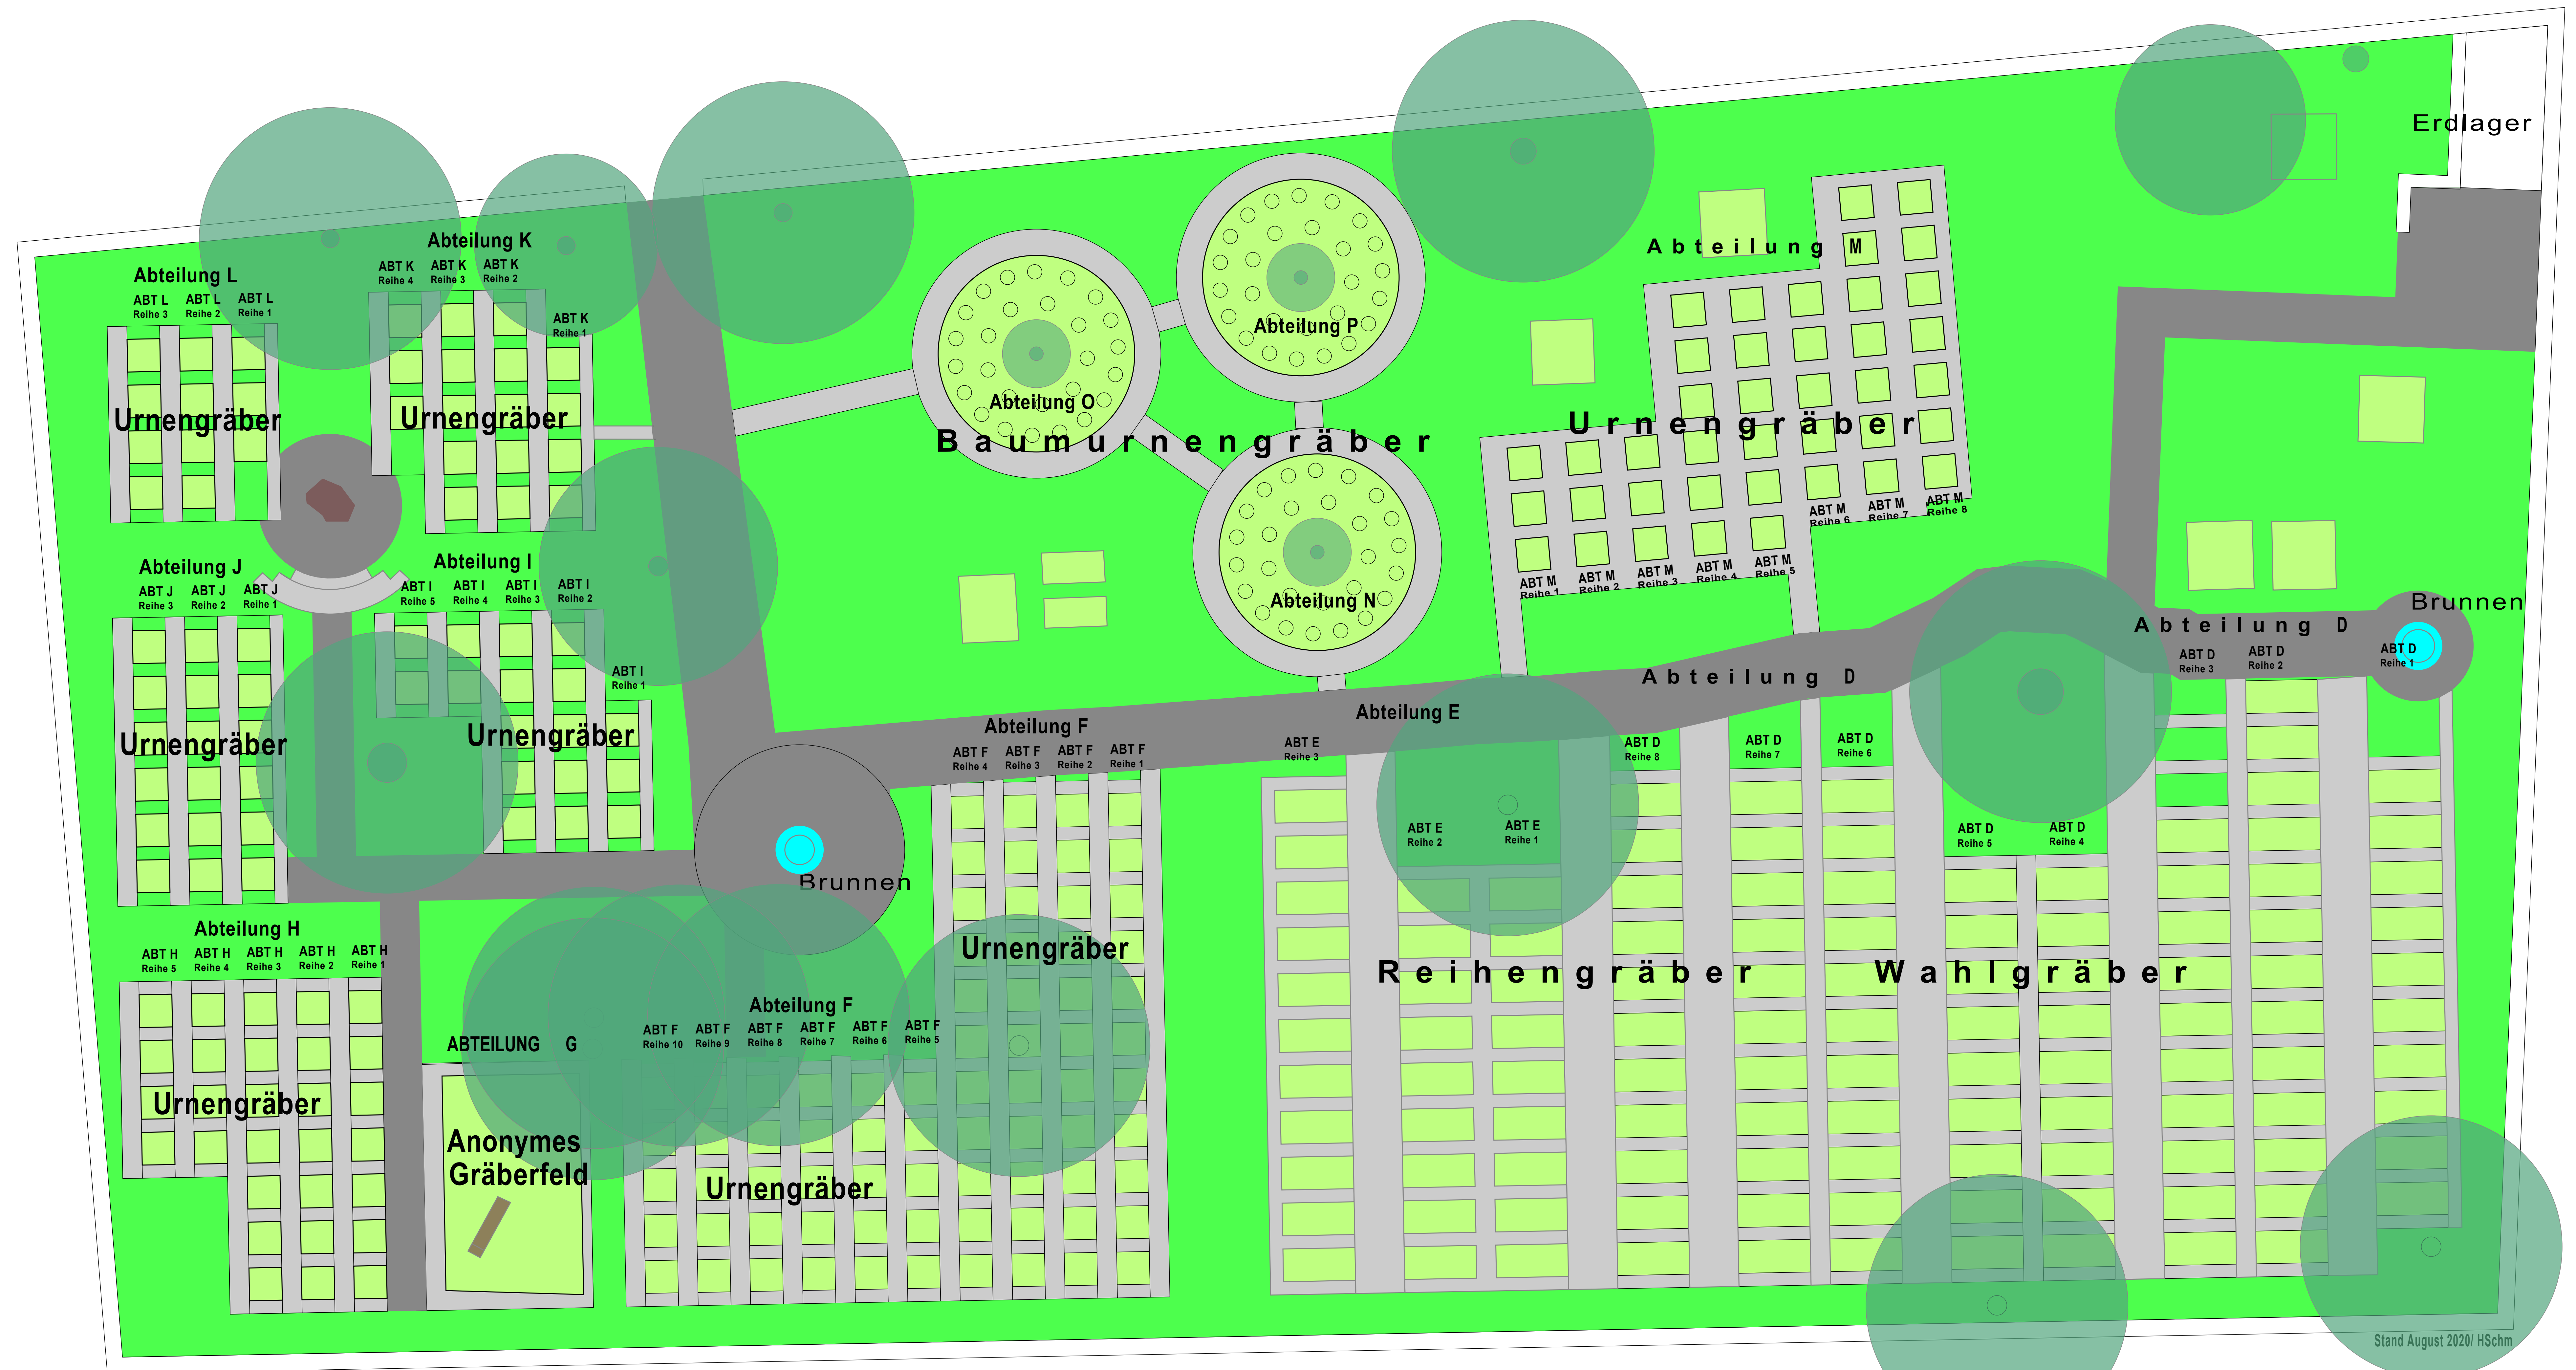 Erdlager
Abteilung K
ABT K
Reihe 4
ABT K
Reihe 3
ABT K
Reihe 2
ABT K
Reihe 1
Urnengräber
Abteilung L
ABT L
Reihe 3
ABT L
Reihe 2
ABT L
Reihe 1
Urnengräber
Abteilung P
Abteilung O
Baumurnengräber
Abteilung N
Abteilung M
Urnengräber
ABT M
Reihe 1
ABT M
Reihe 2
ABT M
Reihe 3
ABT M
Reihe 4
ABT M
Reihe 5
ABT M
Reihe 6
ABT M
Reihe 7
ABT M
Reihe 8
Abteilung J
ABT J
Reihe 3
ABT J
Reihe 2
ABT J
Reihe 1
Urnengräber
Abteilung I
ABT I
Reihe 5
ABT I
Reihe 4
ABT I
Reihe 3
ABT I
Reihe 2
ABT I
Reihe 1
Urnengräber
Brunnen
Abteilung D
ABT D
Reihe 3
ABT D
Reihe 2
ABT D
Reihe 1
Abteilung D
Abteilung E
Abteilung F
ABT F
Reihe 4
ABT F
Reihe 3
ABT F
Reihe 2
ABT F
Reihe 1
Urnengräber
ABT E
Reihe 3
ABT E
Reihe 2
ABT E
Reihe 1
ABT D
Reihe 8
ABT D
Reihe 7
ABT D
Reihe 6
ABT D
Reihe 5
ABT D
Reihe 4
Reihengräber
Wahlgräber
Brunnen
Abteilung H
ABT H
Reihe 5
ABT H
Reihe 4
ABT H
Reihe 3
ABT H
Reihe 2
ABT H
Reihe 1
Urnengräber
ABTEILUNG G
Anonymes
Gräberfeld
Abteilung F
ABT F
Reihe 10
ABT F
Reihe 9
ABT F
Reihe 8
ABT F
Reihe 7
ABT F
Reihe 6
ABT F
Reihe 5
Urnengräber
Stand August 2020/ HSchm